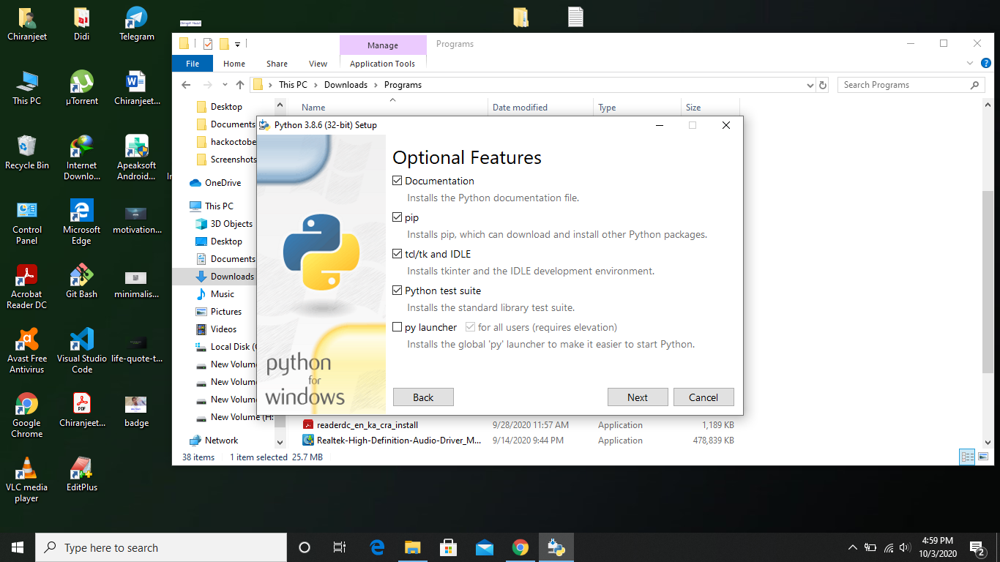 Chiranjeet
Didi
Telegram
This PC
µTorrent
Chiranjeet...
Recycle Bin
Internet
Downlo...
Apeaksoft
Android...
Control
Panel
Microsoft
Edge
motivation...
Acrobat
Reader DC
Git Bash
minimalis...
Avast Free
Antivirus
Visual Studio
Code
life-quote-t...
Google
Chrome
Chiranjeet...
badge
VLC media
player
EditPlus
Manage
Programs
File
Home
Share
View
Application Tools
This PC
Downloads
Programs
Search Programs
Name
Date modified
Type
Size
Desktop
Documents
hackoctobe
Screenshots
OneDrive
This PC
3D Objects
Desktop
Documents
Downloads
Music
Pictures
Videos
Local Disk (
New Volume
New Volume
New Volume
New Volume (H:
Network
Python 3.8.6 (32-bit) Setup
Optional Features
Documentation
Installs the Python documentation file.
pip
Installs pip, which can download and install other Python packages.
tcl/tk and IDLE
Installs tkinter and the IDLE development environment.
Python test suite
Installs the standard library test suite.
py launcher for all users (requires elevation)
Installs the global 'py' launcher to make it easier to start Python.
python
for
windows
Back
Next
Cancel
readerdc_en_ka_cra_install 9/28/2020 11:57 AM Application 1,189 KB
Realtek-High-Definition-Audio-Driver_M... 9/14/2020 9:44 PM Application 478,839 KB
38 items 1 item selected 25.7 MB
Type here to search
4:59 PM
10/3/2020
2